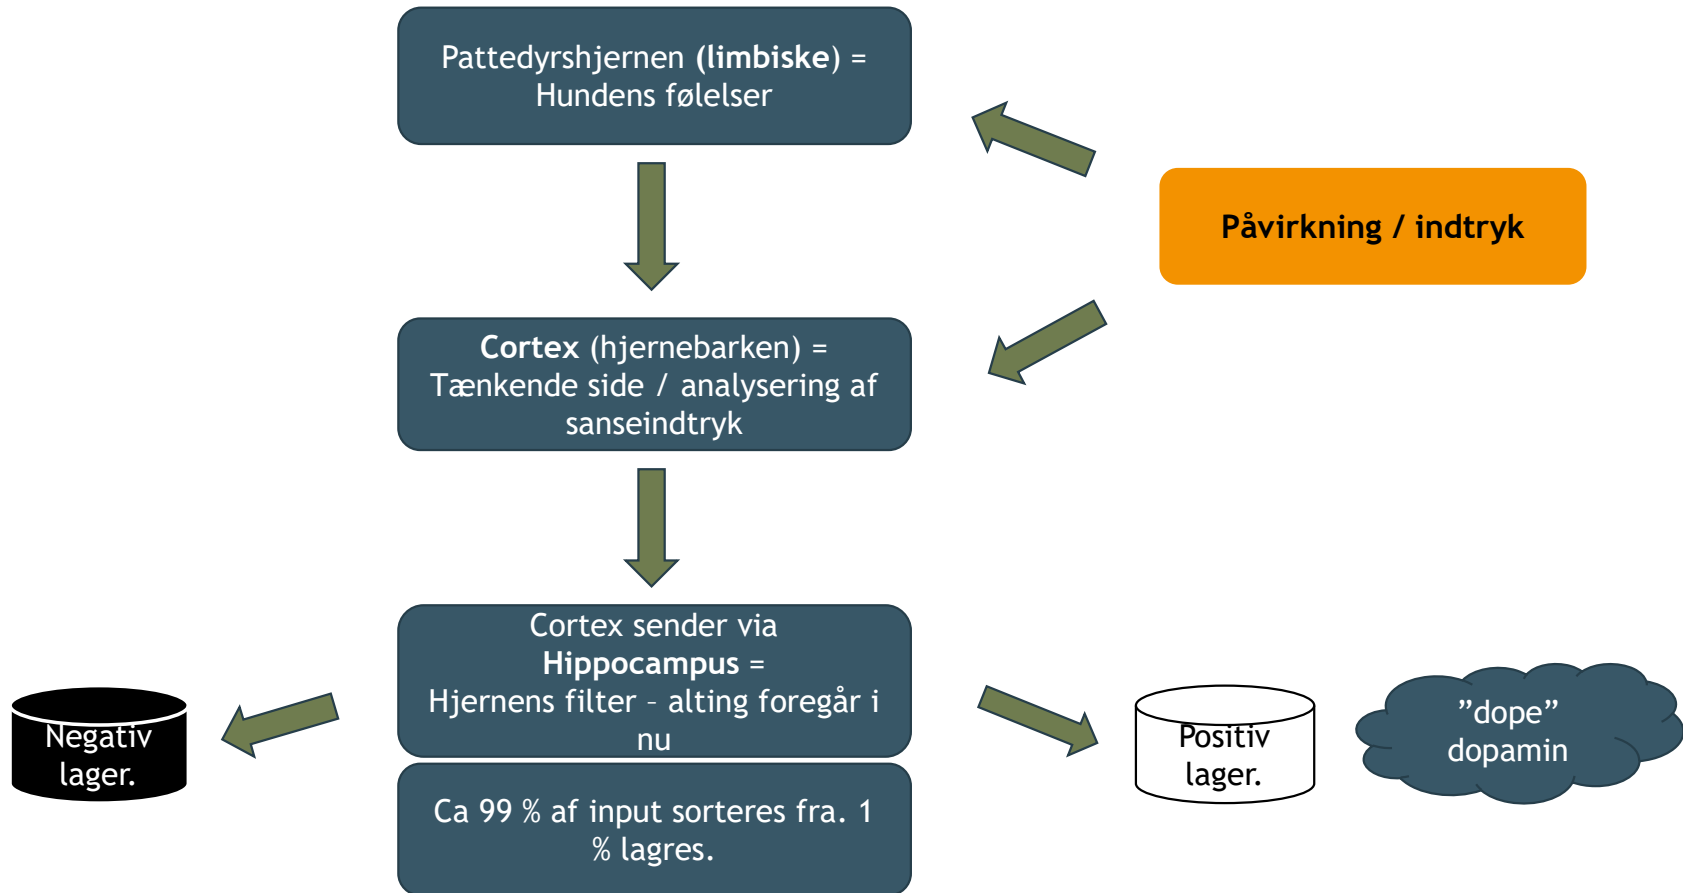 Pattedyrshjernen (limbiske) =
Hundens følelser
Påvirkning / indtryk
Cortex (hjernebarken) =
Tænkende side / analysering af
sanseindtryk
Cortex sender via
Hippocampus =
Hjernens filter – alting foregår i
nu
Negativ
lager.
Positiv
lager.
”dope”
dopamin
Ca 99 % af input sorteres fra. 1
% lagres.